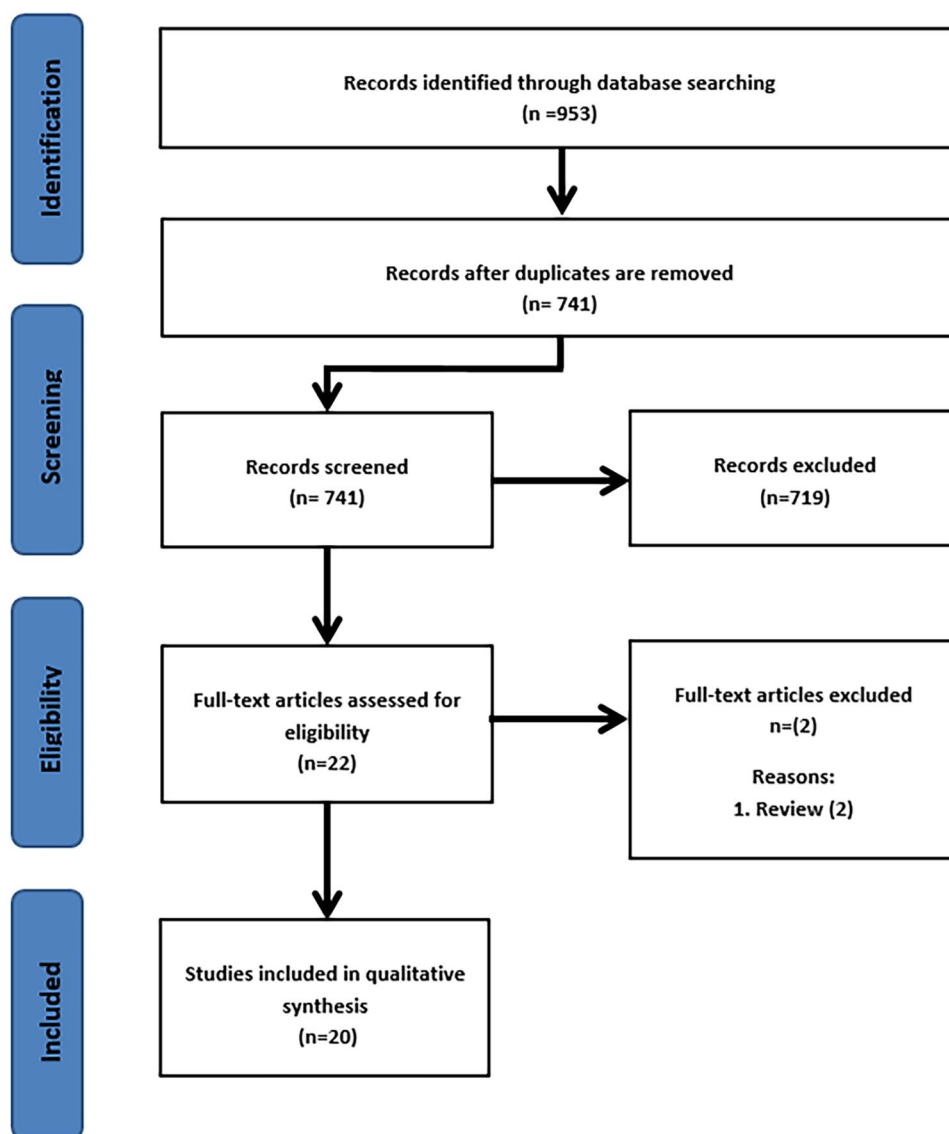 Identification
Records identified through database searching
(n =953)
Records after duplicates are removed
(n= 741)
Screening
Records screened
(n= 741)
Records excluded
(n=719)
Eligibility
Full-text articles assessed for
eligibility
(n=22)
Full-text articles excluded
n=(2)
Reasons:
1. Review (2)
Included
Studies included in qualitative
synthesis
(n=20)